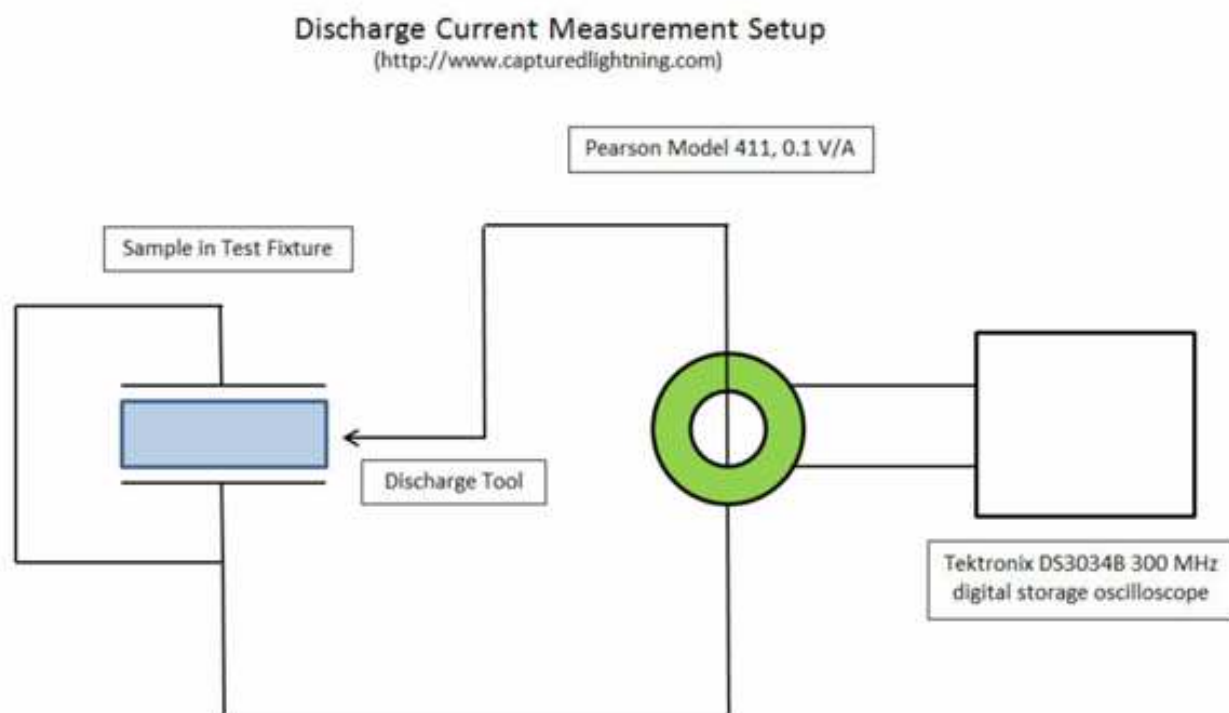 Discharge Current Measurement Setup
(http://www.capturedlightning.com)
Pearson Model 411, 0.1 V/A
Sample in Test Fixture
Discharge Tool
Tektronix DS3034B 300 MHz
digital storage oscilloscope